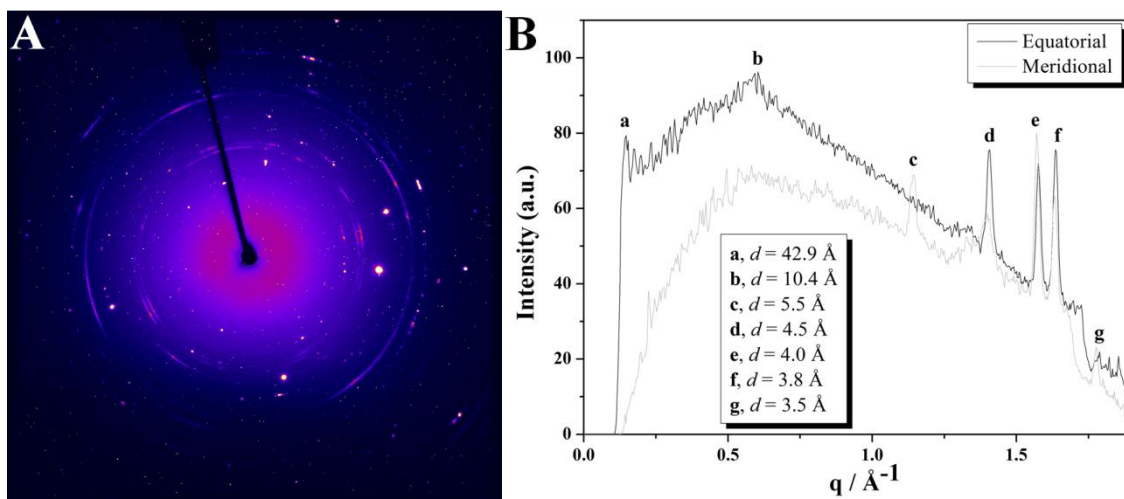 A
B
Equatorial
Meridional
Intensity (a.u.)
100
80
60
40
20
0
a
b
c
d
e
f
g
a, d = 42.9 Å
b, d = 10.4 Å
c, d = 5.5 Å
d, d = 4.5 Å
e, d = 4.0 Å
f, d = 3.8 Å
g, d = 3.5 Å
0.0 0.5 1.0 1.5
q / Å⁻¹